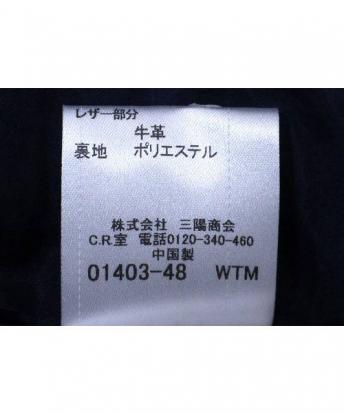 レザー部分
牛革
裏地 ポリエステル
株式会社 三陽商会
C.R.室 電話0120-340-460
中国製
01403-48 WTM